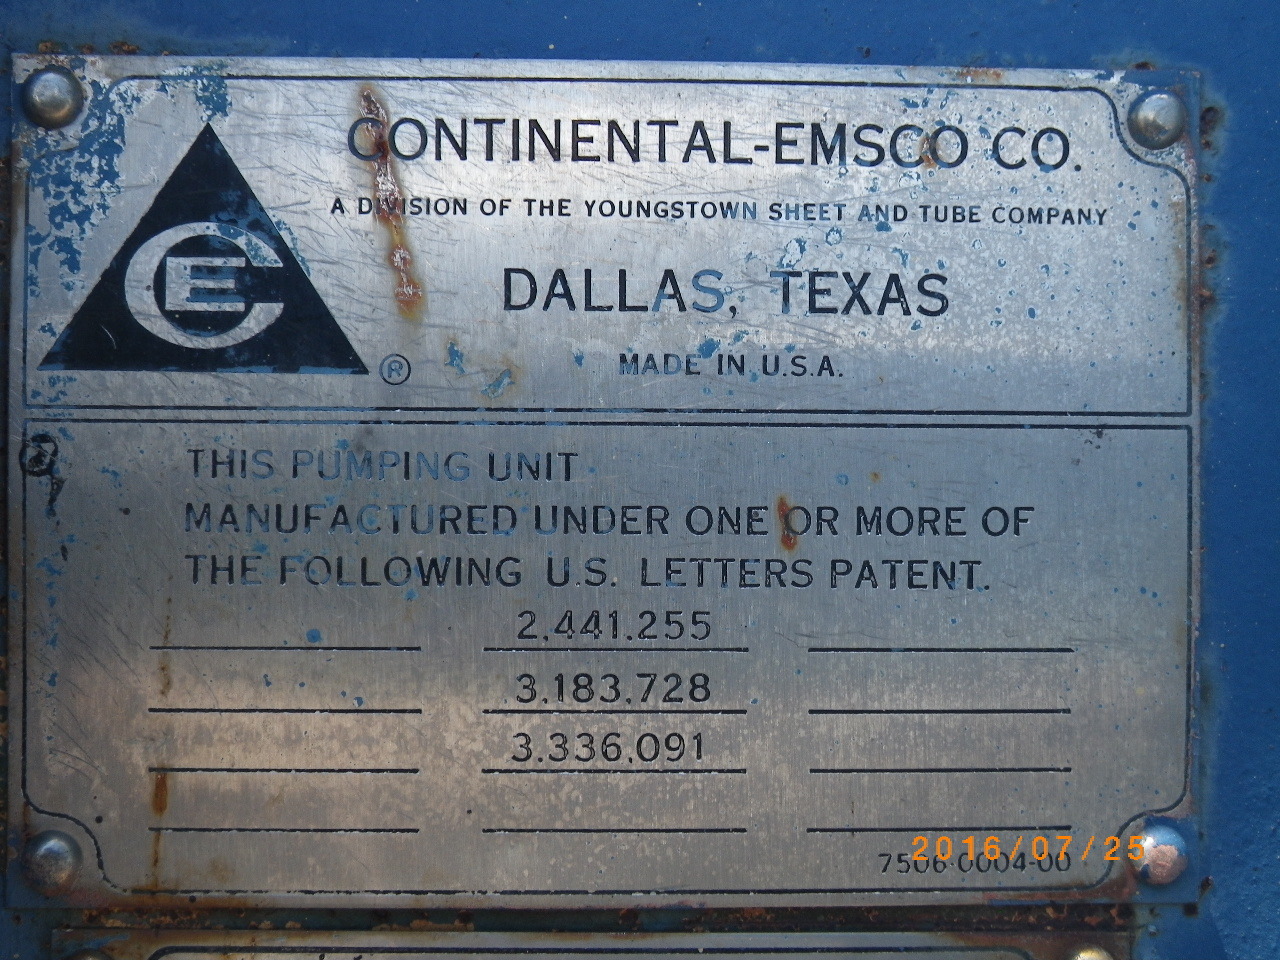 CONTINENTAL-EMSCO CO.
A DIVISION OF THE YOUNGSTOWN SHEET AND TUBE COMPANY
DALLAS, TEXAS
MADE IN U.S.A.
CE
®
THIS PUMPING UNIT
MANUFACTURED UNDER ONE OR MORE OF
THE FOLLOWING U.S. LETTERS PATENT.
2.441.255
3.183.728
3.336.091
7506-0004-00
2016/07/25